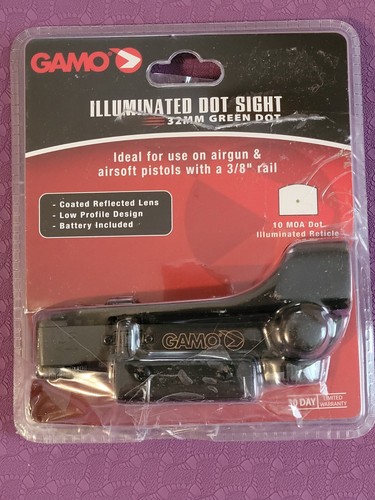 GAMO
ILLUMINATED DOT SIGHT
32MM GREEN DOT
Ideal for use on airgun &
airsoft pistols with a 3/8" rail
- Coated Reflected Lens
- Low Profile Design
- Battery Included
10 MOA Dot
Illuminated Reticle
GAMO
30 DAY LIMITED
WARRANTY